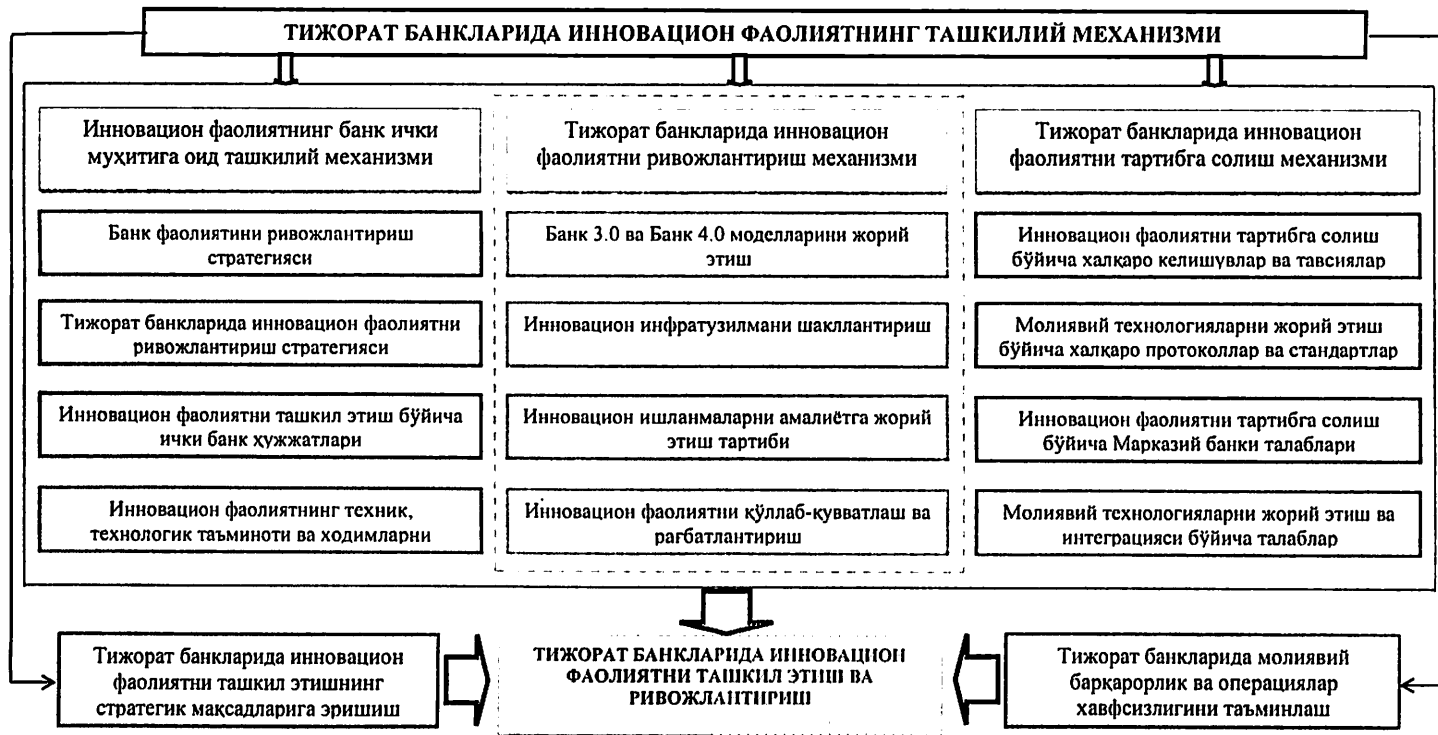 ТИЖОРАТ БАНКЛАРИДА ИННОВАЦИОН ФАОЛИЯТНИНГ ТАШКИЛИЙ МЕХАНИЗМИ
Инновацион фаолиятнинг банк ички
муҳитига оид ташкилий механизми
Банк фаолиятини ривожлантириш
стратегияси
Тижорат банкларида инновацион фаолиятни
ривожлантириш стратегияси
Инновацион фаолиятни ташкил этиш бўйича
ички банк ҳужжатлари
Инновацион фаолиятнинг техник,
технологик таъминоти ва ходимларни
Тижорат банкларида инновацион
фаолиятни ривожлантириш механизми
Банк 3.0 ва Банк 4.0 моделларини жорий
этиш
Инновацион инфратузилмани шакллантириш
Инновацион ишланмаларни амалиётга жорий
этиш тартиби
Инновацион фаолиятни қўллаб-қувватлаш ва
рағбатлантириш
Тижорат банкларида инновацион
фаолиятни тартибга солиш механизми
Инновацион фаолиятни тартибга солиш
бўйича халқаро келишувлар ва тавсиялар
Молиявий технологияларни жорий этиш
бўйича халқаро протоколлар ва стандартлар
Инновацион фаолиятни тартибга солиш
бўйича Марказий банки талаблари
Молиявий технологияларни жорий этиш ва
интеграцияси бўйича талаблар
Тижорат банкларида инновацион
фаолиятни ташкил этишнинг
стратегик мақсадларига эришиш
ТИЖОРАТ БАНКЛАРИДА ИННОВАЦИОН
ФАОЛИЯТНИ ТАШКИЛ ЭТИШ ВА
РИВОЖЛАНТИРИШ
Тижорат банкларида молиявий
барқарорлик ва операциялар
хавфсизлигини таъминлаш